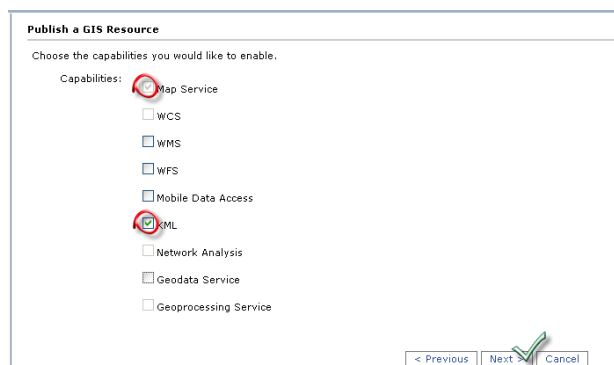 Publish a GIS Resource
Choose the capabilities you would like to enable.
Capabilities:
Map Service
WCS
WMS
WFS
Mobile Data Access
KML
Network Analysis
Geodata Service
Geoprocessing Service
< Previous Next > Cancel